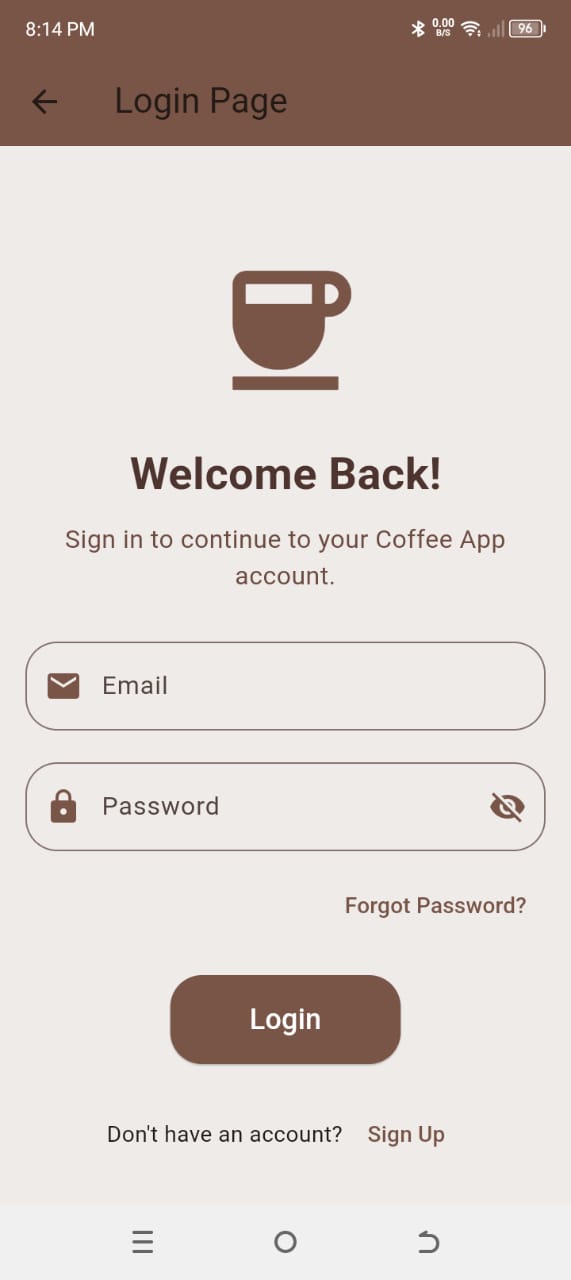 8:14 PM 0.00 B/S 96
Login Page
Welcome Back!
Sign in to continue to your Coffee App
account.
Email
Password
Forgot Password?
Login
Don't have an account? Sign Up